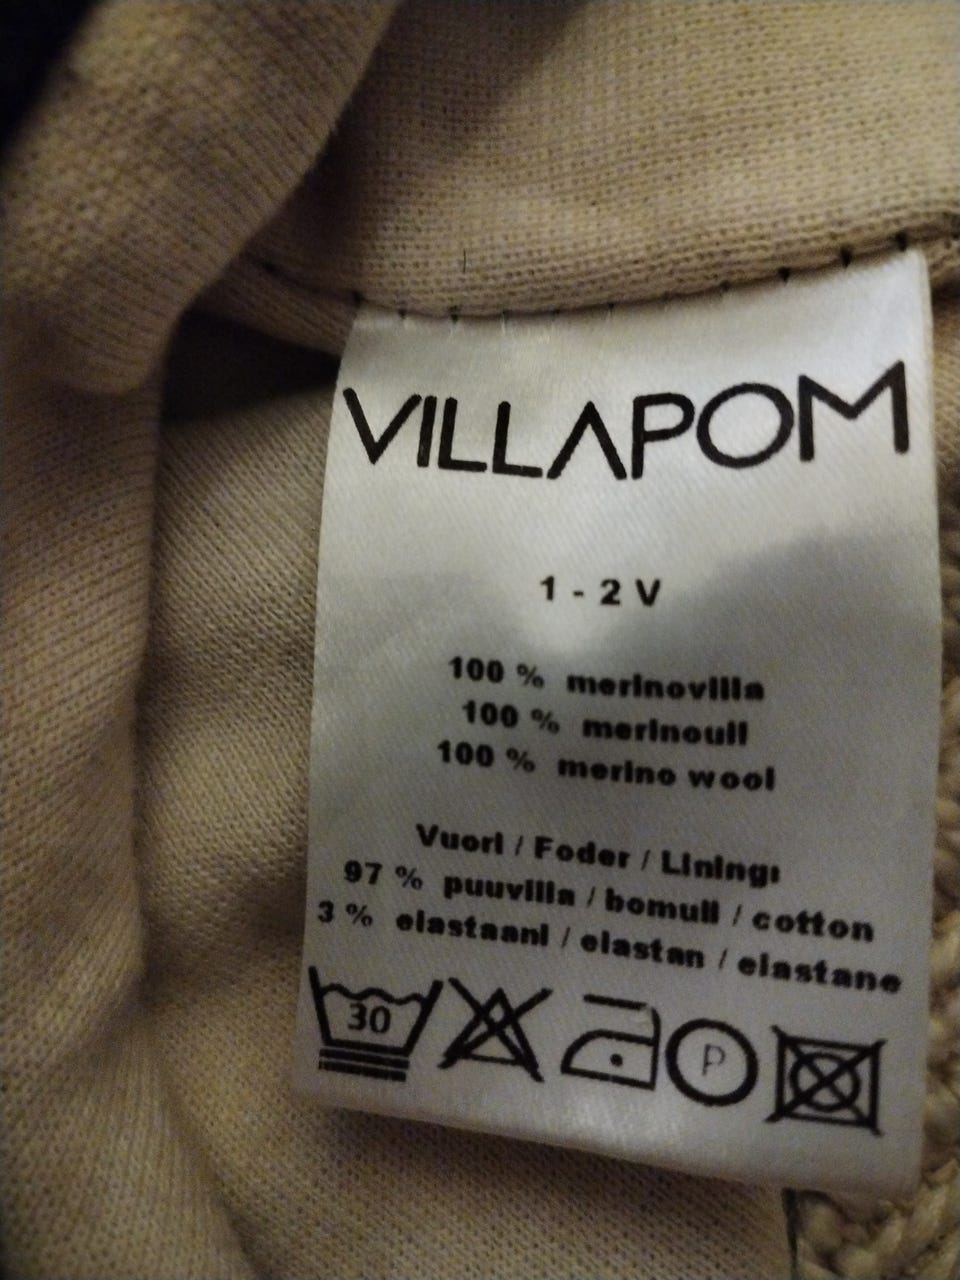 VILLAPOM
1 - 2 V
100 % merinovilla
100 % merinoull
100 % merino wool
Vuori / Foder / Lining:
97 % puuvilla / bomull / cotton
3 % elastaani / elastan / elastane
30
P